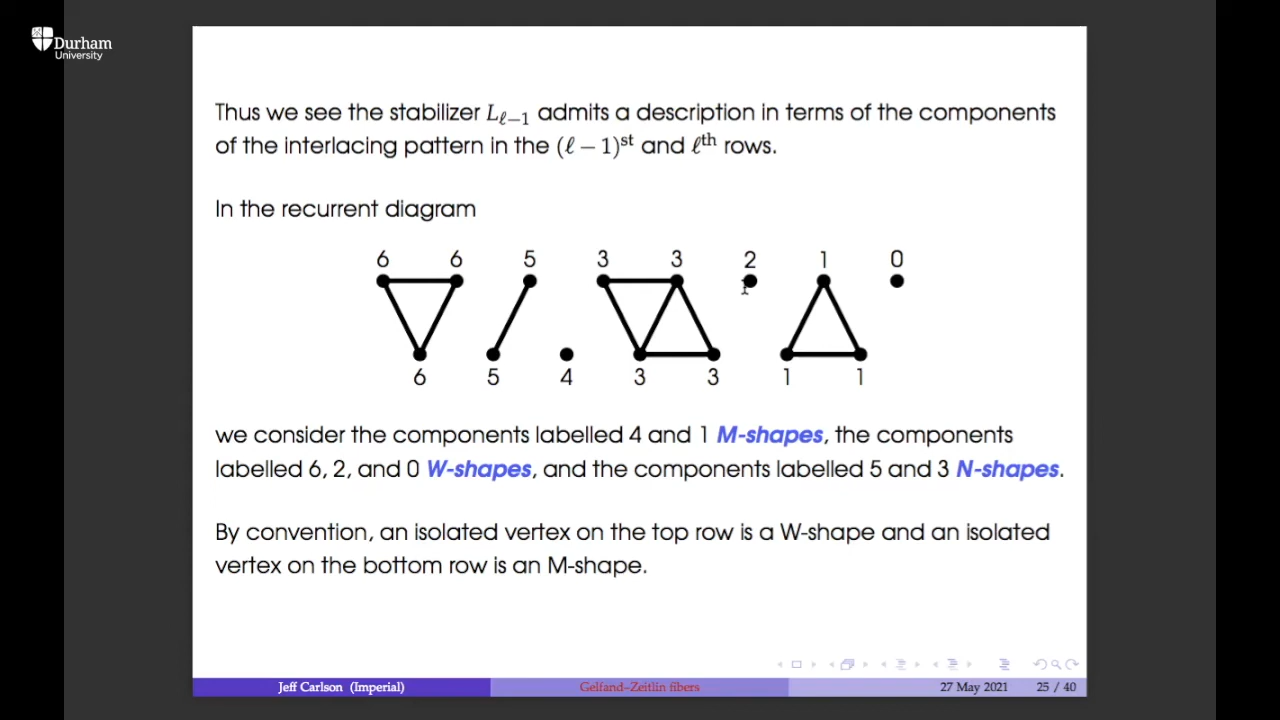 Durham
University
Thus we see the stabilizer Lℓ−1 admits a description in terms of the components
of the interlacing pattern in the (ℓ − 1)st and ℓth rows.
In the recurrent diagram
6 6 5 3 3 2 1 0
6 5 4 3 3 1 1
we consider the components labelled 4 and 1 M-shapes, the components
labelled 6, 2, and 0 W-shapes, and the components labelled 5 and 3 N-shapes.
By convention, an isolated vertex on the top row is a W-shape and an isolated
vertex on the bottom row is an M-shape.
Jeff Carlson (Imperial) Gelfand–Zeitlin fibers 27 May 2021 25 / 40